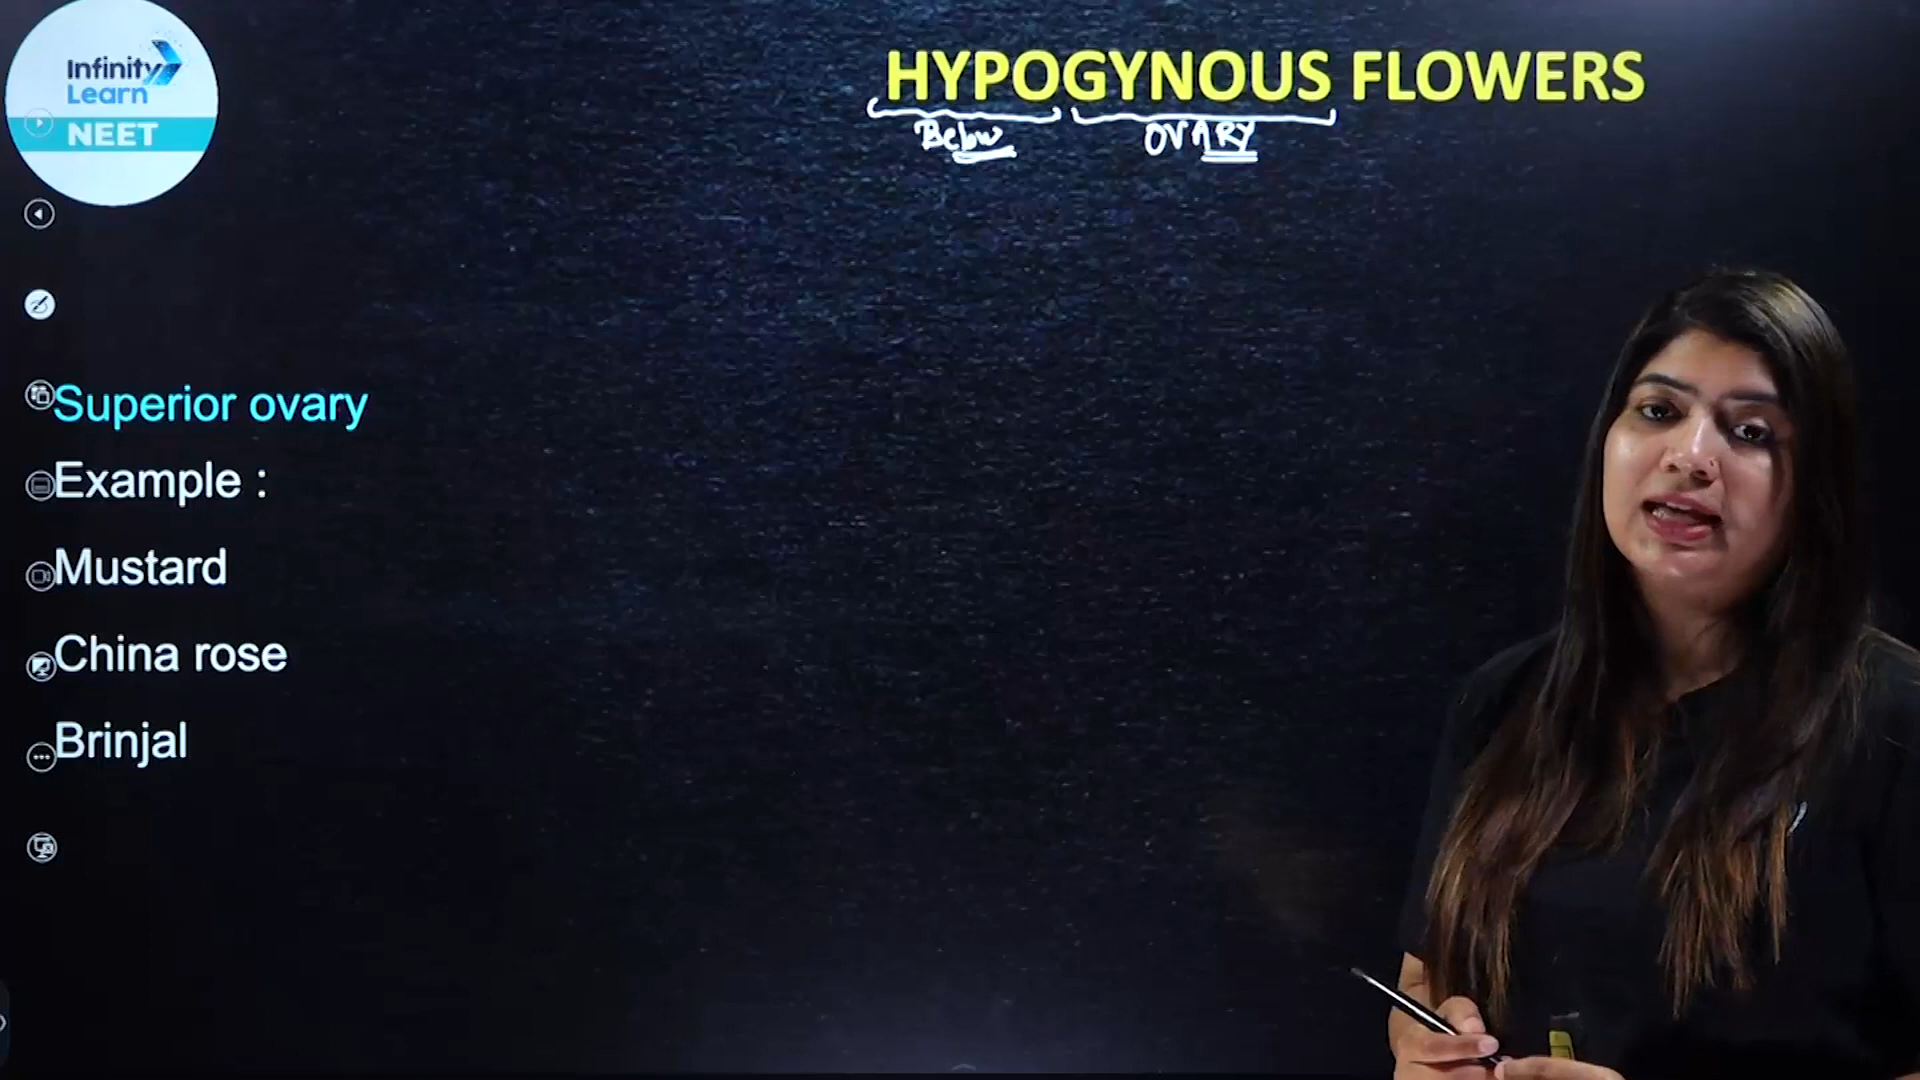 Infinity
Learn
NEET
HYPOGYNOUS FLOWERS
Below OVARY
Superior ovary
Example :
Mustard
China rose
Brinjal